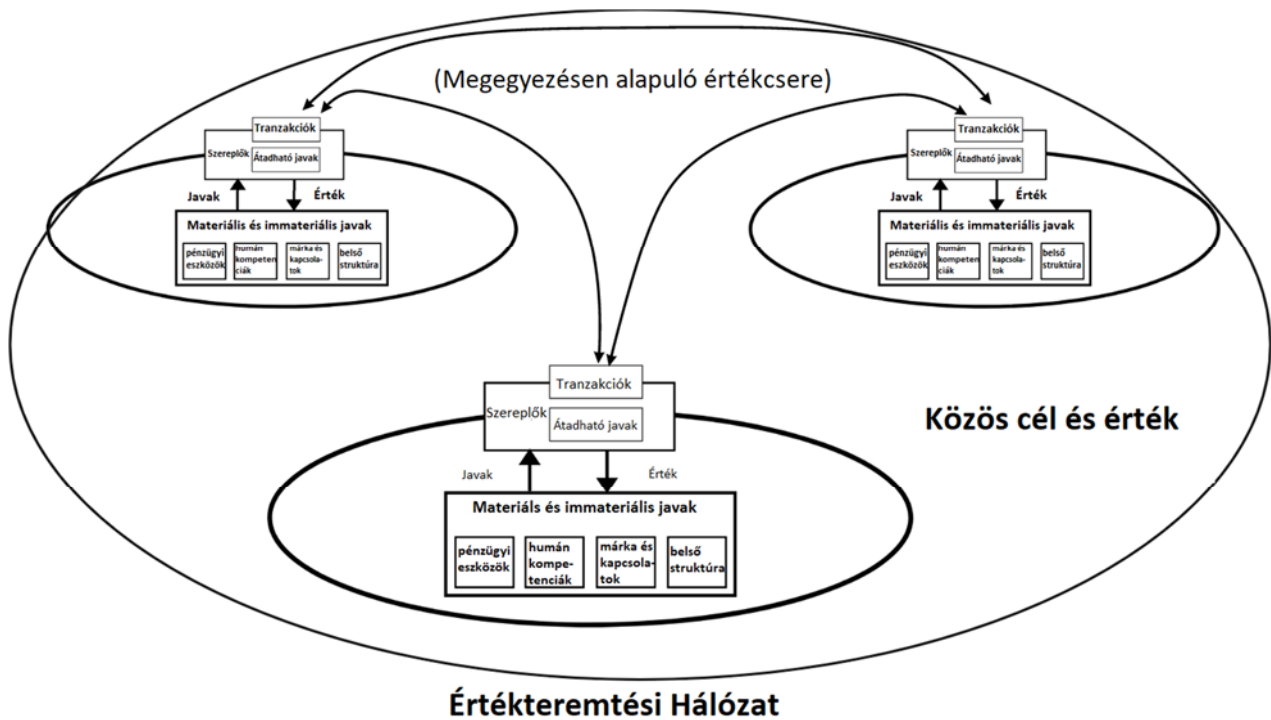 (Megegyezésen alapuló értékcsere)
Tranzakciók
Szereplők
Átadható javak
Javak
Érték
Materiális és immateriális javak
pénzügyi
eszközök
humán
kompeten
ciák
márka és
kapcsola-
tok
belső
struktúra
Tranzakciók
Szereplők
Átadható javak
Javak
Érték
Materiális és immateriális javak
pénzügyi
eszközök
humán
kompeten
ciák
márka és
kapcsola-
tok
belső
struktúra
Tranzakciók
Szereplők
Átadható javak
Javak
Érték
Materiáls és immateriális javak
pénzügyi
eszközök
humán
kompe-
tenciák
márka és
kapcsola-
tok
belső
struktúra
Közös cél és érték
Értékteremtési Hálózat